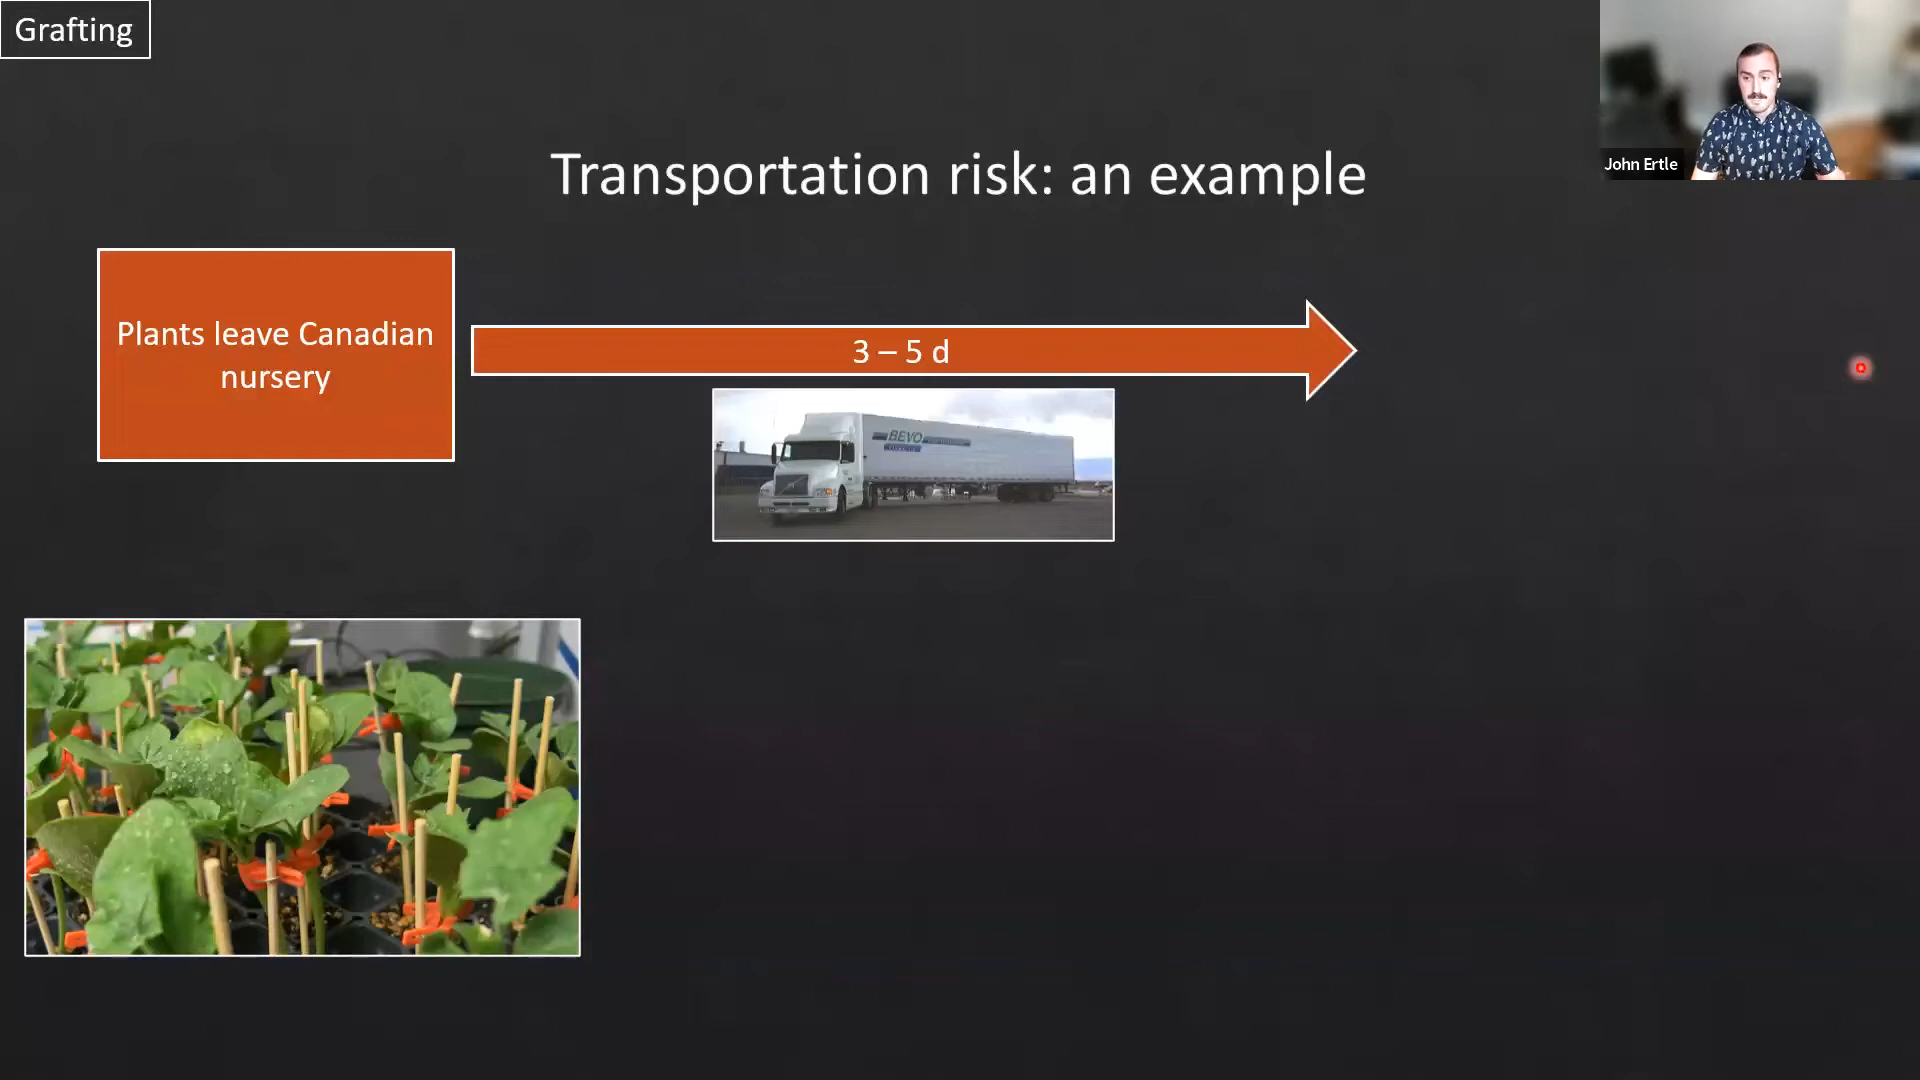 Grafting
John Ertle
Transportation risk: an example
Plants leave Canadian
nursery
3 – 5 d
BEVO